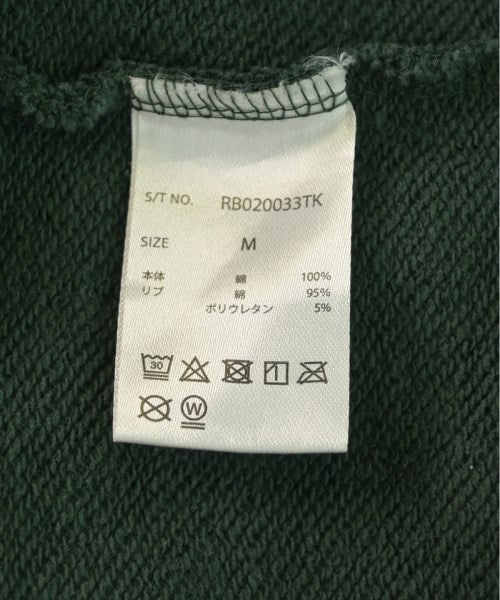 S/T NO. RB020033TK
SIZE M
本体 綿 100%
リブ 綿 95%
ポリウレタン 5%
30
W